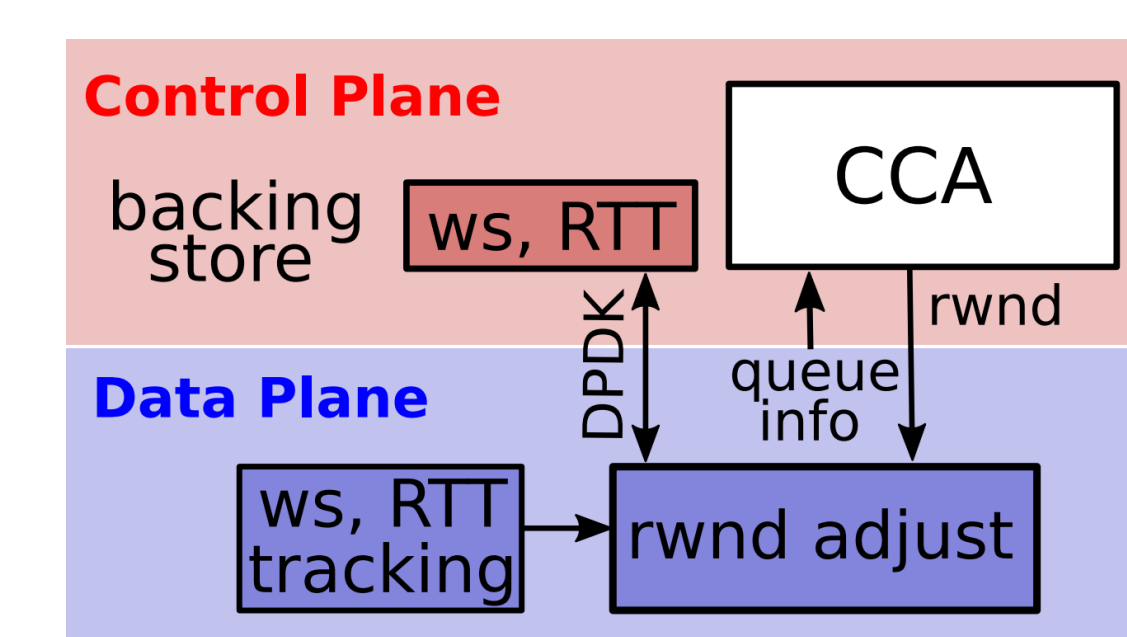 Control Plane
CCA
backing
store
ws, RTT
DPDK
rwnd
queue
info
Data Plane
ws, RTT
tracking
rwnd adjust